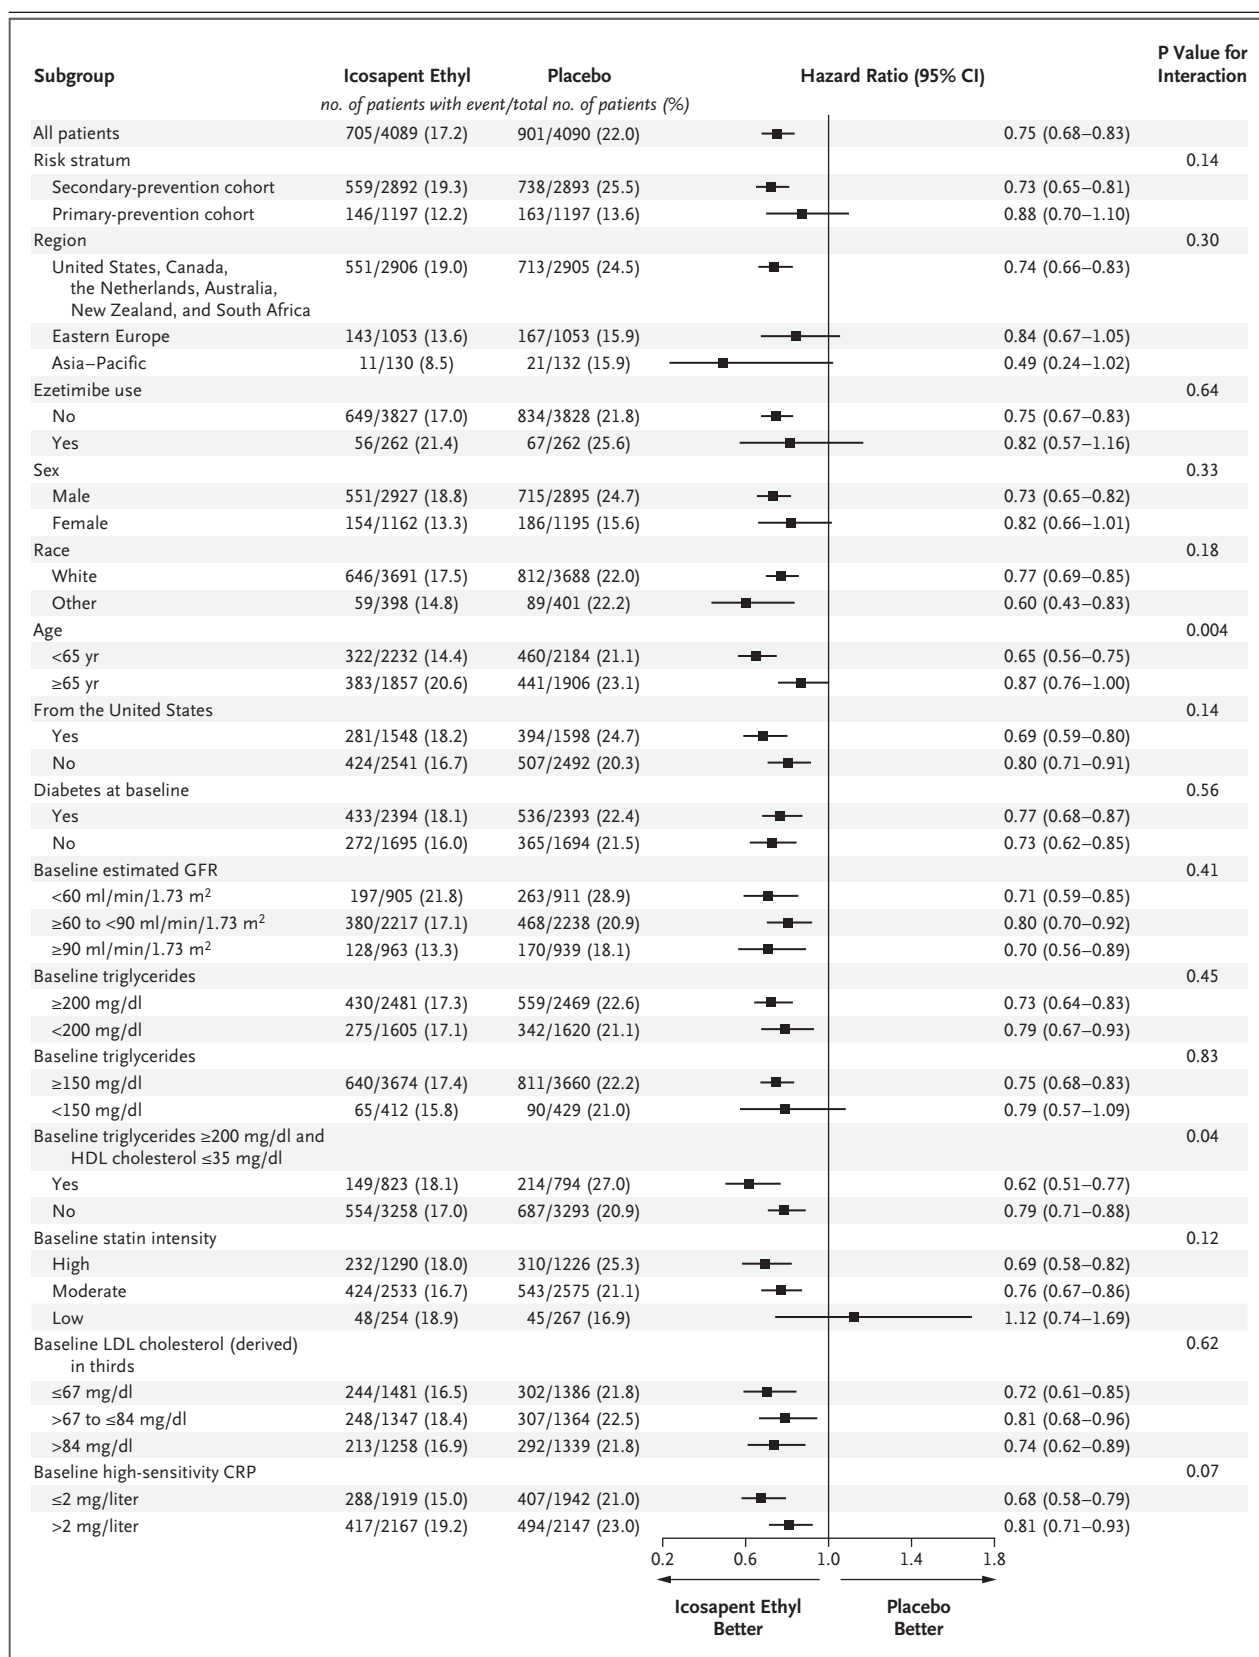 P Value for
Subgroup Icosapent Ethyl Placebo Hazard Ratio (95% CI) Interaction
no. of patients with event/total no. of patients (%)
All patients 705/4089 (17.2) 901/4090 (22.0) 0.75 (0.68–0.83)
Risk stratum 0.14
Secondary-prevention cohort 559/2892 (19.3) 738/2893 (25.5) 0.73 (0.65–0.81)
Primary-prevention cohort 146/1197 (12.2) 163/1197 (13.6) 0.88 (0.70–1.10)
Region 0.30
United States, Canada, 551/2906 (19.0) 713/2905 (24.5) 0.74 (0.66–0.83)
the Netherlands, Australia,
New Zealand, and South Africa
Eastern Europe 143/1053 (13.6) 167/1053 (15.9) 0.84 (0.67–1.05)
Asia–Pacific 11/130 (8.5) 21/132 (15.9) 0.49 (0.24–1.02)
Ezetimibe use 0.64
No 649/3827 (17.0) 834/3828 (21.8) 0.75 (0.67–0.83)
Yes 56/262 (21.4) 67/262 (25.6) 0.82 (0.57–1.16)
Sex 0.33
Male 551/2927 (18.8) 715/2895 (24.7) 0.73 (0.65–0.82)
Female 154/1162 (13.3) 186/1195 (15.6) 0.82 (0.66–1.01)
Race 0.18
White 646/3691 (17.5) 812/3688 (22.0) 0.77 (0.69–0.85)
Other 59/398 (14.8) 89/401 (22.2) 0.60 (0.43–0.83)
Age 0.004
<65 yr 322/2232 (14.4) 460/2184 (21.1) 0.65 (0.56–0.75)
≥65 yr 383/1857 (20.6) 441/1906 (23.1) 0.87 (0.76–1.00)
From the United States 0.14
Yes 281/1548 (18.2) 394/1598 (24.7) 0.69 (0.59–0.80)
No 424/2541 (16.7) 507/2492 (20.3) 0.80 (0.71–0.91)
Diabetes at baseline 0.56
Yes 433/2394 (18.1) 536/2393 (22.4) 0.77 (0.68–0.87)
No 272/1695 (16.0) 365/1694 (21.5) 0.73 (0.62–0.85)
Baseline estimated GFR 0.41
<60 ml/min/1.73 m² 197/905 (21.8) 263/911 (28.9) 0.71 (0.59–0.85)
≥60 to <90 ml/min/1.73 m² 380/2217 (17.1) 468/2238 (20.9) 0.80 (0.70–0.92)
≥90 ml/min/1.73 m² 128/963 (13.3) 170/939 (18.1) 0.70 (0.56–0.89)
Baseline triglycerides 0.45
≥200 mg/dl 430/2481 (17.3) 559/2469 (22.6) 0.73 (0.64–0.83)
<200 mg/dl 275/1605 (17.1) 342/1620 (21.1) 0.79 (0.67–0.93)
Baseline triglycerides 0.83
≥150 mg/dl 640/3674 (17.4) 811/3660 (22.2) 0.75 (0.68–0.83)
<150 mg/dl 65/412 (15.8) 90/429 (21.0) 0.79 (0.57–1.09)
Baseline triglycerides ≥200 mg/dl and 0.04
HDL cholesterol ≤35 mg/dl
Yes 149/823 (18.1) 214/794 (27.0) 0.62 (0.51–0.77)
No 554/3258 (17.0) 687/3293 (20.9) 0.79 (0.71–0.88)
Baseline statin intensity 0.12
High 232/1290 (18.0) 310/1226 (25.3) 0.69 (0.58–0.82)
Moderate 424/2533 (16.7) 543/2575 (21.1) 0.76 (0.67–0.86)
Low 48/254 (18.9) 45/267 (16.9) 1.12 (0.74–1.69)
Baseline LDL cholesterol (derived) 0.62
in thirds
≤67 mg/dl 244/1481 (16.5) 302/1386 (21.8) 0.72 (0.61–0.85)
>67 to ≤84 mg/dl 248/1347 (18.4) 307/1364 (22.5) 0.81 (0.68–0.96)
>84 mg/dl 213/1258 (16.9) 292/1339 (21.8) 0.74 (0.62–0.89)
Baseline high-sensitivity CRP 0.07
≤2 mg/liter 288/1919 (15.0) 407/1942 (21.0) 0.68 (0.58–0.79)
>2 mg/liter 417/2167 (19.2) 494/2147 (23.0) 0.81 (0.71–0.93)
0.2 0.6 1.0 1.4 1.8
Icosapent Ethyl Placebo
Better Better